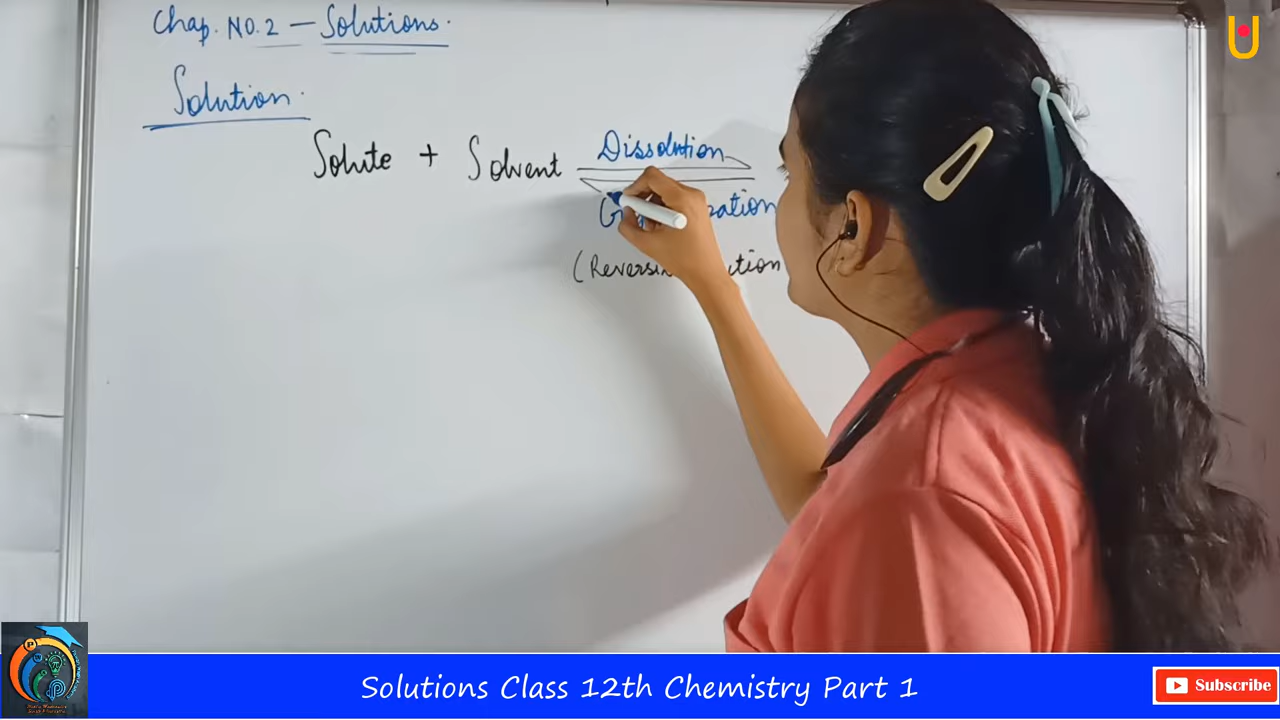 Chap. NO. 2 – Solutions.
Solution.
Solute + Solvent
Dissolution
Solutions Class 12th Chemistry Part 1
Subscribe